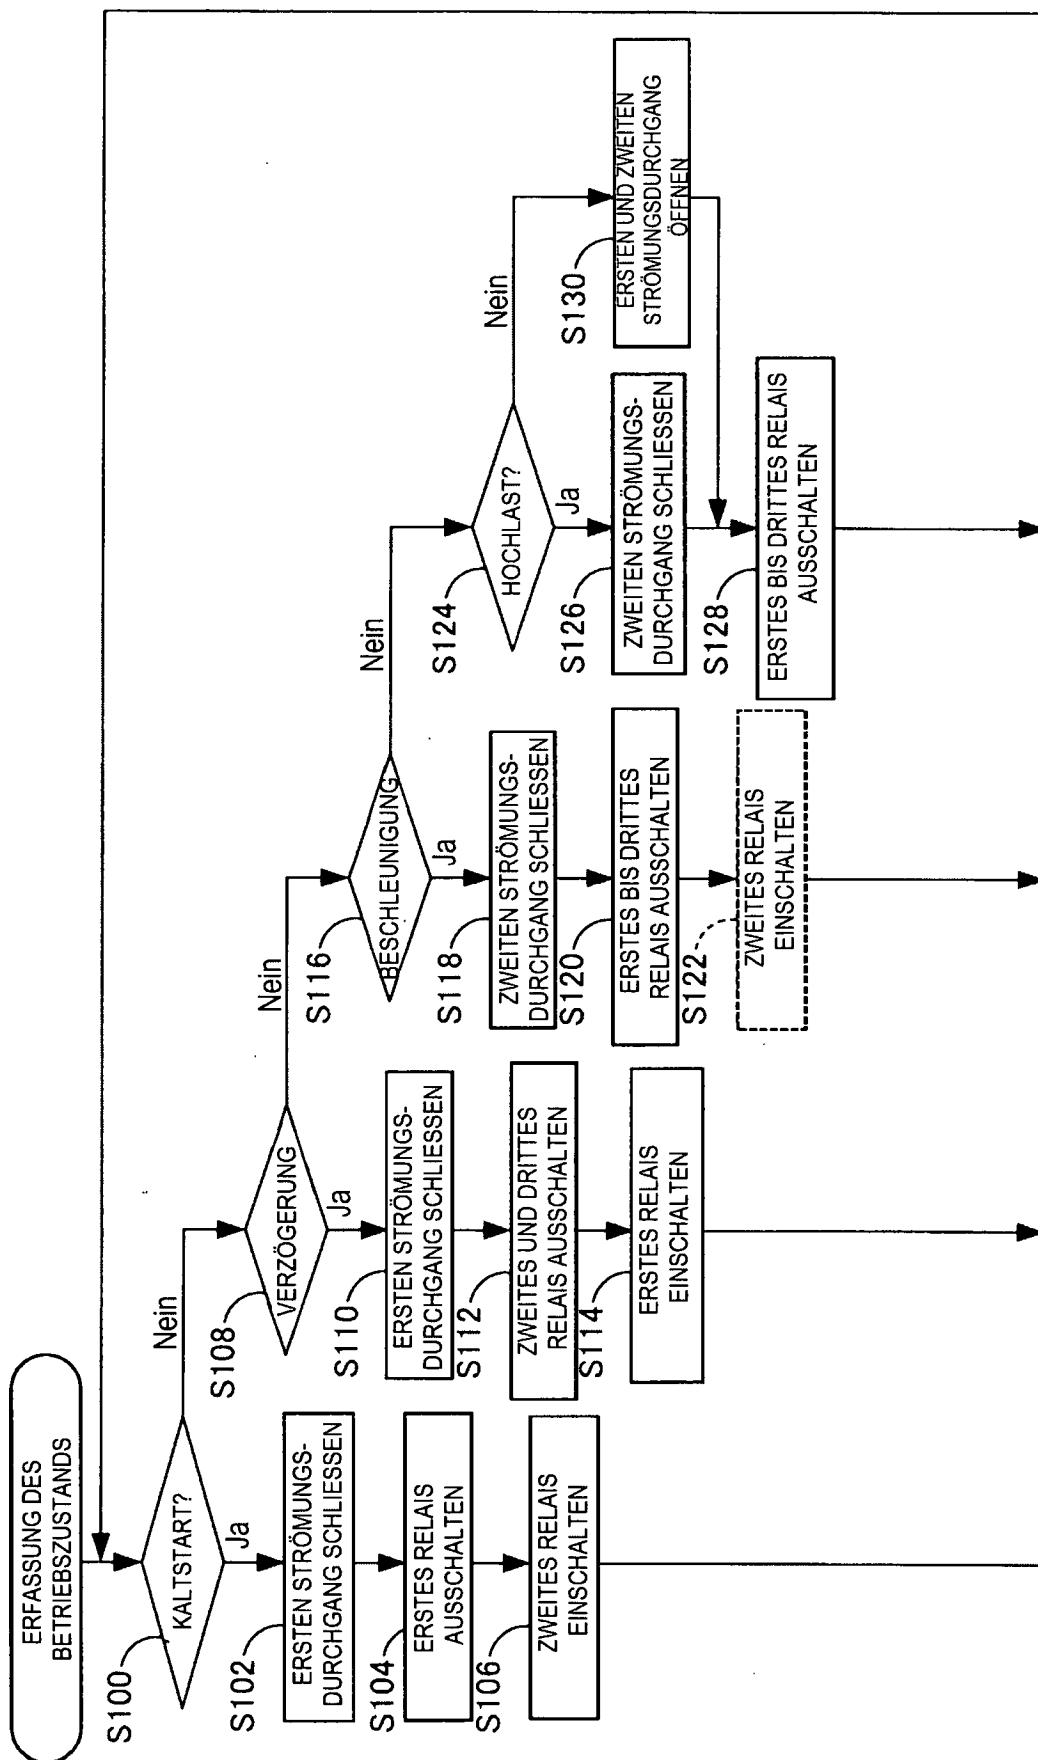 ERFASSUNG DES
BETRIEBSZUSTANDS
S100
KALTSTART?
Nein
Ja
S102
ERSTEN STRÖMUNGS-
DURCHGANG SCHLIESSEN
S104
ERSTES RELAIS
AUSSCHALTEN
S106
ZWEITES RELAIS
EINSCHALTEN
S108
VERZÖGERUNG
Nein
Ja
S110
ERSTEN STRÖMUNGS-
DURCHGANG SCHLIESSEN
S112
ZWEITES UND DRITTES
RELAIS AUSSCHALTEN
S114
ERSTES RELAIS
EINSCHALTEN
S116
BESCHLEUNIGUNG
Nein
Ja
S118
ZWEITEN STRÖMUNGS-
DURCHGANG SCHLIESSEN
S120
ERSTES BIS DRITTES
RELAIS AUSSCHALTEN
S122
ZWEITES RELAIS
EINSCHALTEN
S124
HOCHLAST?
Nein
Ja
S126
ZWEITEN STRÖMUNGS-
DURCHGANG SCHLIESSEN
S128
ERSTES BIS DRITTES RELAIS
AUSSCHALTEN
S130
ERSTEN UND ZWEITEN
STRÖMUNGSDURCHGANG
ÖFFNEN